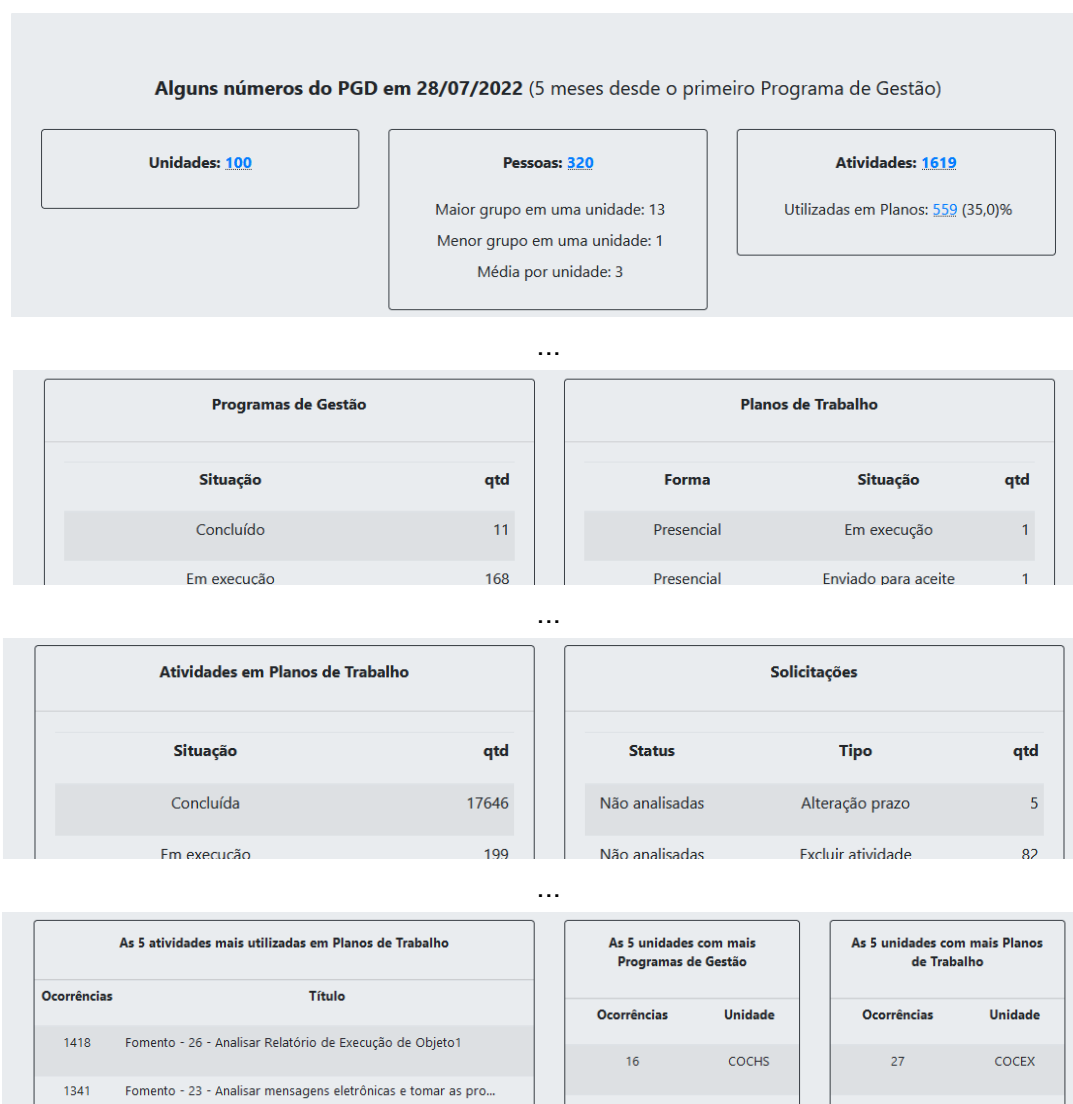 Alguns números do PGD em 28/07/2022 (5 meses desde o primeiro Programa de Gestão)
Unidades: 100
Pessoas: 320
Maior grupo em uma unidade: 13
Menor grupo em uma unidade: 1
Média por unidade: 3
Atividades: 1619
Utilizadas em Planos: 559 (35,0)%
...
Programas de Gestão
Situação qtd
Concluído 11
Em execução 168
Planos de Trabalho
Forma Situação qtd
Presencial Em execução 1
Presencial Enviado para aceite 1
...
Atividades em Planos de Trabalho
Situação qtd
Concluída 17646
Em execução 199
Solicitações
Status Tipo qtd
Não analisadas Alteração prazo 5
Não analisadas Excluir atividade 82
...
As 5 atividades mais utilizadas em Planos de Trabalho
Ocorrências Título
1418 Fomento - 26 - Analisar Relatório de Execução de Objeto1
1341 Fomento - 23 - Analisar mensagens eletrônicas e tomar as pro...
As 5 unidades com mais
Programas de Gestão
Ocorrências Unidade
16 COCHS
As 5 unidades com mais Planos
de Trabalho
Ocorrências Unidade
27 COCEX